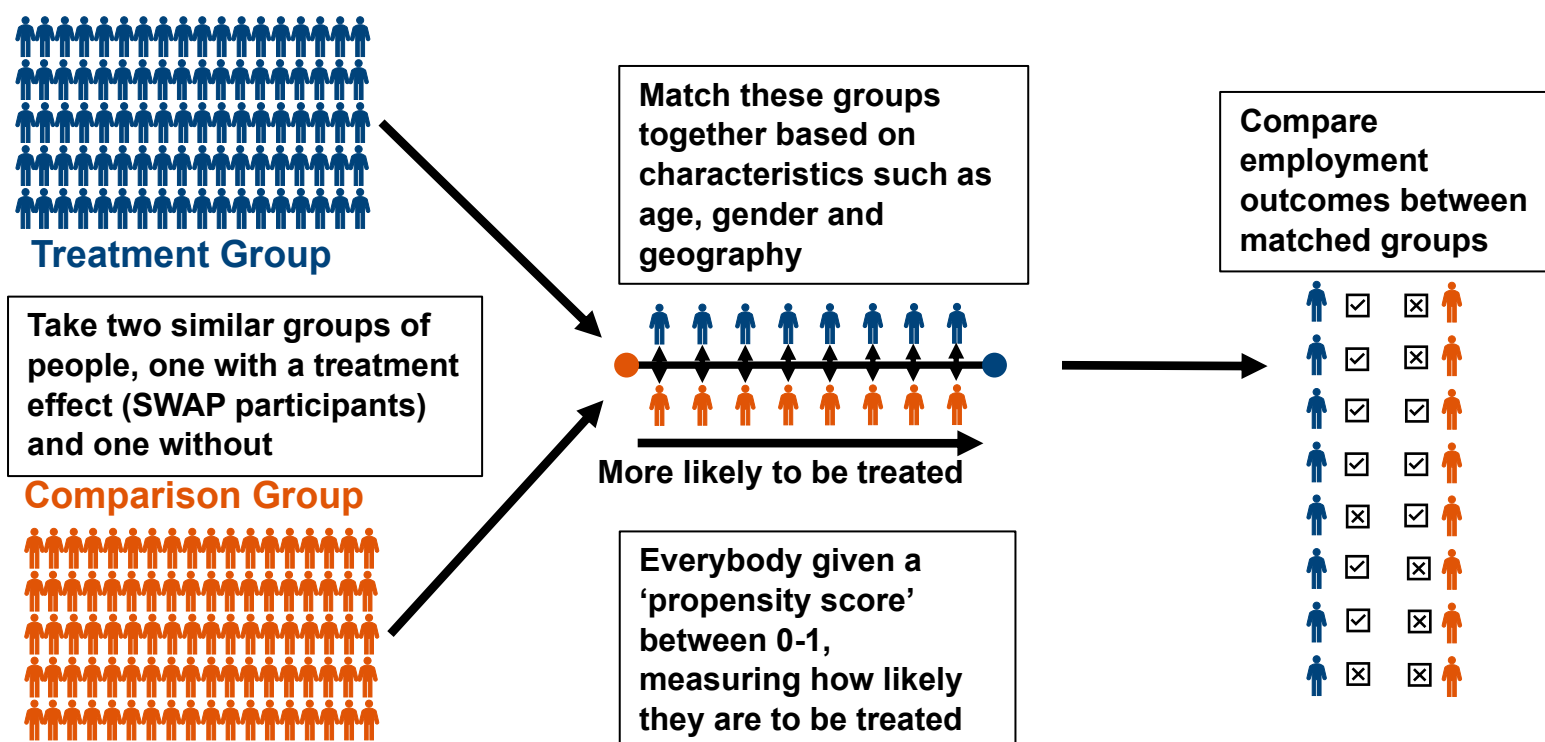 Treatment Group
Take two similar groups of
people, one with a treatment
effect (SWAP participants)
and one without
Comparison Group
Match these groups
together based on
characteristics such as
age, gender and
geography
More likely to be treated
Everybody given a
‘propensity score’
between 0-1,
measuring how likely
they are to be treated
Compare
employment
outcomes between
matched groups